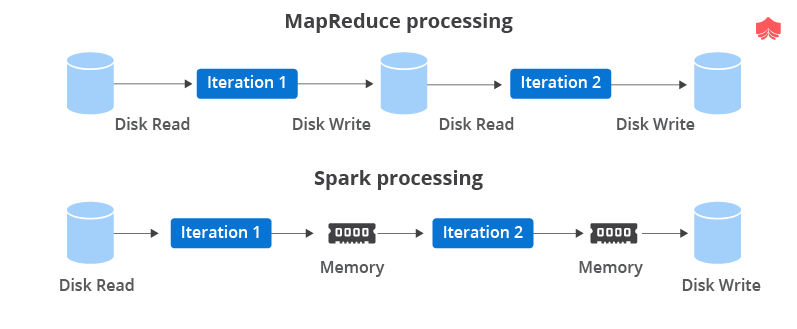 MapReduce processing
Iteration 1
Iteration 2
Disk Read
Disk Write
Disk Read
Disk Write
Spark processing
Iteration 1
Iteration 2
Memory
Memory
Disk Read
Disk Write